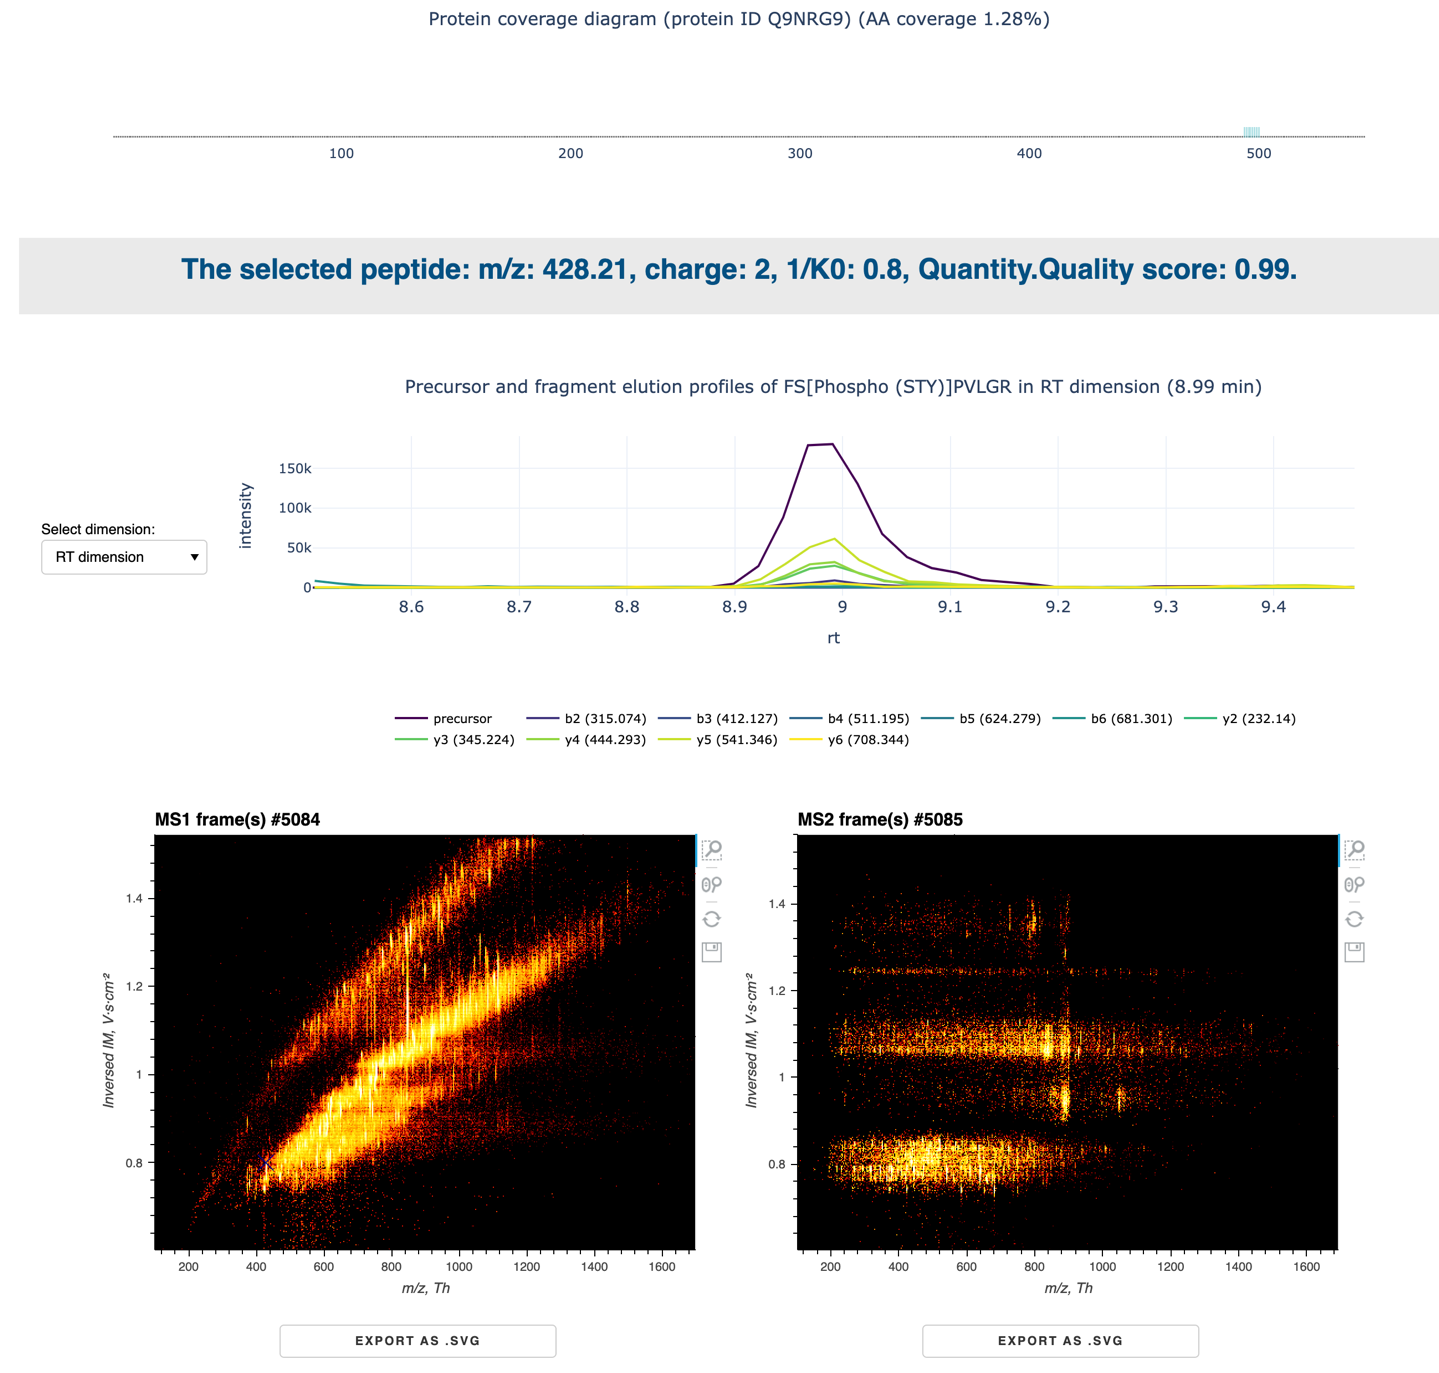 Protein coverage diagram (protein ID Q9NRG9) (AA coverage 1.28%)
100 200 300 400 500
The selected peptide: m/z: 428.21, charge: 2, 1/K0: 0.8, Quantity.Quality score: 0.99.
Precursor and fragment elution profiles of FS[Phospho (STY)]PVLGR in RT dimension (8.99 min)
Select dimension:
RT dimension
intensity
150k
100k
50k
0
8.6 8.7 8.8 8.9 9 9.1 9.2 9.3 9.4
rt
precursor b2 (315.074) b3 (412.127) b4 (511.195) b5 (624.279) b6 (681.301) y2 (232.14)
y3 (345.224) y4 (444.293) y5 (541.346) y6 (708.344)
MS1 frame(s) #5084
Inversed IM, V·s·cm⁻²
1.4
1.2
1
0.8
200 400 600 800 1000 1200 1400 1600
m/z, Th
EXPORT AS .SVG
MS2 frame(s) #5085
Inversed IM, V·s·cm⁻²
1.4
1.2
1
0.8
200 400 600 800 1000 1200 1400 1600
m/z, Th
EXPORT AS .SVG